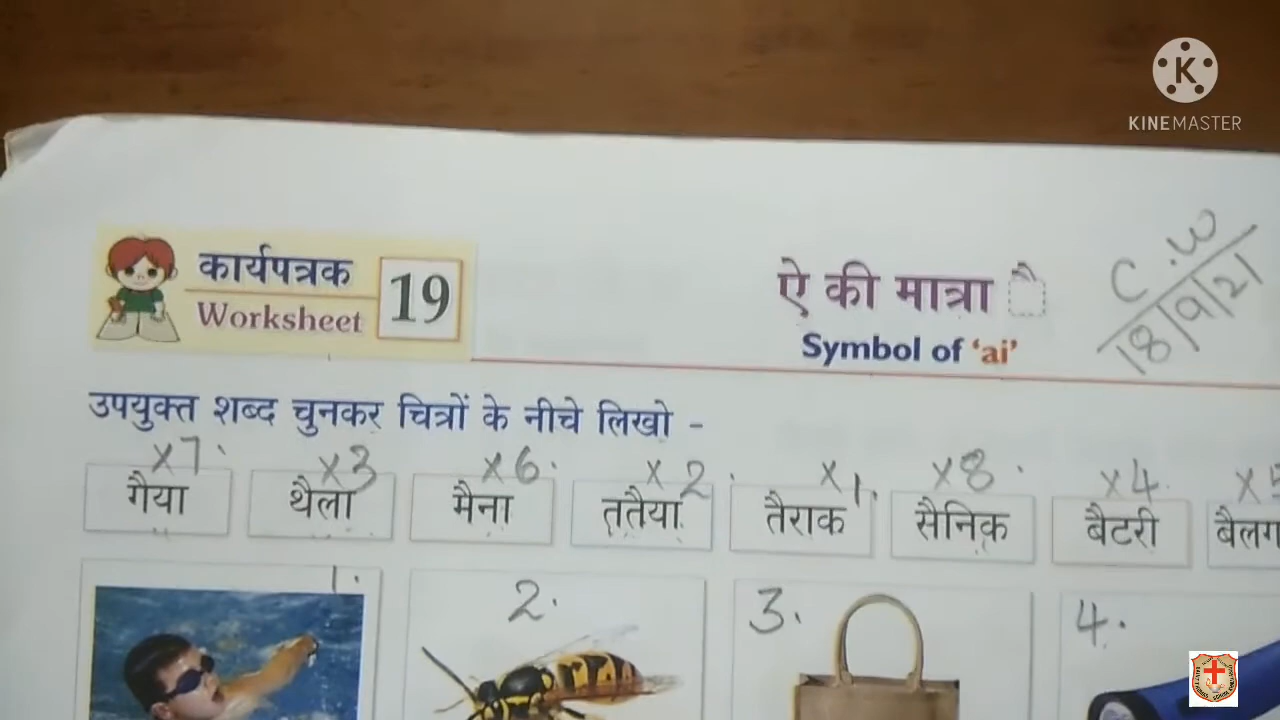 KINEMASTER
कार्यपत्रक
Worksheet
19
ऐ की मात्रा ै
Symbol of 'ai'
C.W
18/9/21
उपयुक्त शब्द चुनकर चित्रों के नीचे लिखो -
x7. x3 x6. x2. x1. x8. x4.
गैया थैला मैना ततैया तैराक सैनिक बैटरी
1. 2. 3. 4.